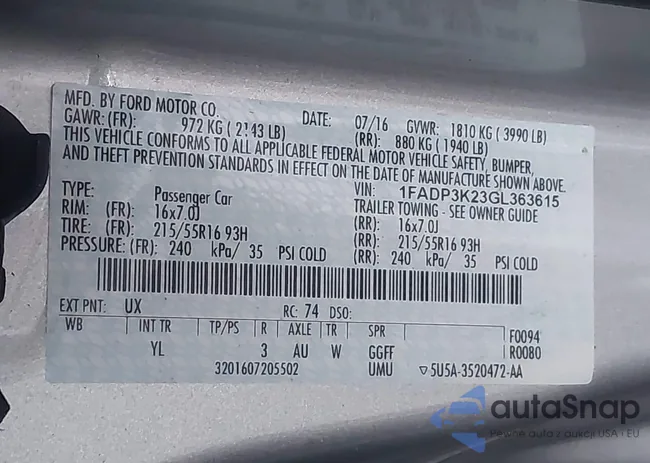 MFD. BY FORD MOTOR CO.
DATE: 07/16 GVWR: 1810 KG ( 3990 LB)
GAWR: (FR): 972 KG ( 2143 LB) (RR): 880 KG ( 1940 LB)
THIS VEHICLE CONFORMS TO ALL APPLICABLE FEDERAL MOTOR VEHICLE SAFETY, BUMPER,
AND THEFT PREVENTION STANDARDS IN EFFECT ON THE DATE OF MANUFACTURE SHOWN ABOVE.
VIN: 1FADP3K23GL363615
TYPE: Passenger Car TRAILER TOWING - SEE OWNER GUIDE
RIM: (FR): 16x7.0J (RR): 16x7.0J
TIRE: (FR): 215/55R16 93H (RR): 215/55R16 93H
PRESSURE: (FR): 240 kPa/ 35 PSI COLD (RR): 240 kPa/ 35 PSI COLD
EXT PNT: UX RC: 74 DSO:
WB INT TR TP/PS R AXLE TR SPR F0094
YL 3 AU W GGFF R0080
3201607205502 UMU ▽5U5A-3520472-AA
autaSnap
Pewne auto z aukcji USA i EU